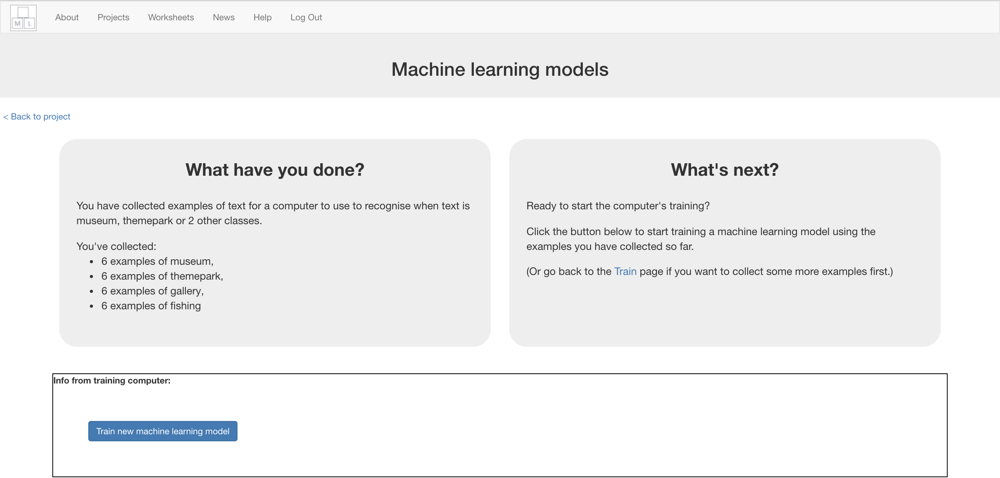 M L
About Projects Worksheets News Help Log Out
Machine learning models
< Back to project
What have you done?
You have collected examples of text for a computer to use to recognise when text is
museum, themepark or 2 other classes.
You've collected:
• 6 examples of museum,
• 6 examples of themepark,
• 6 examples of gallery,
• 6 examples of fishing
What's next?
Ready to start the computer's training?
Click the button below to start training a machine learning model using the
examples you have collected so far.
(Or go back to the Train page if you want to collect some more examples first.)
Info from training computer:
Train new machine learning model